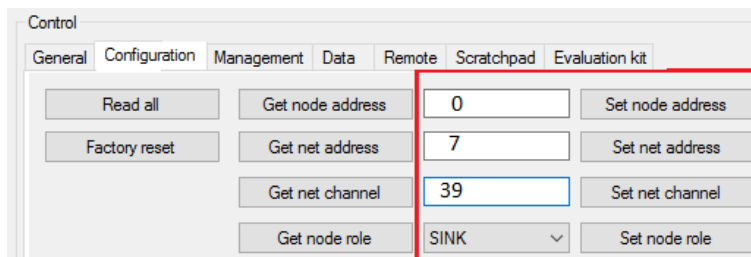 Control
General Configuration Management Data Remote Scratchpad Evaluation kit
Read all Get node address 0 Set node address
Factory reset Get net address 7 Set net address
Get net channel 39 Set net channel
Get node role SINK Set node role